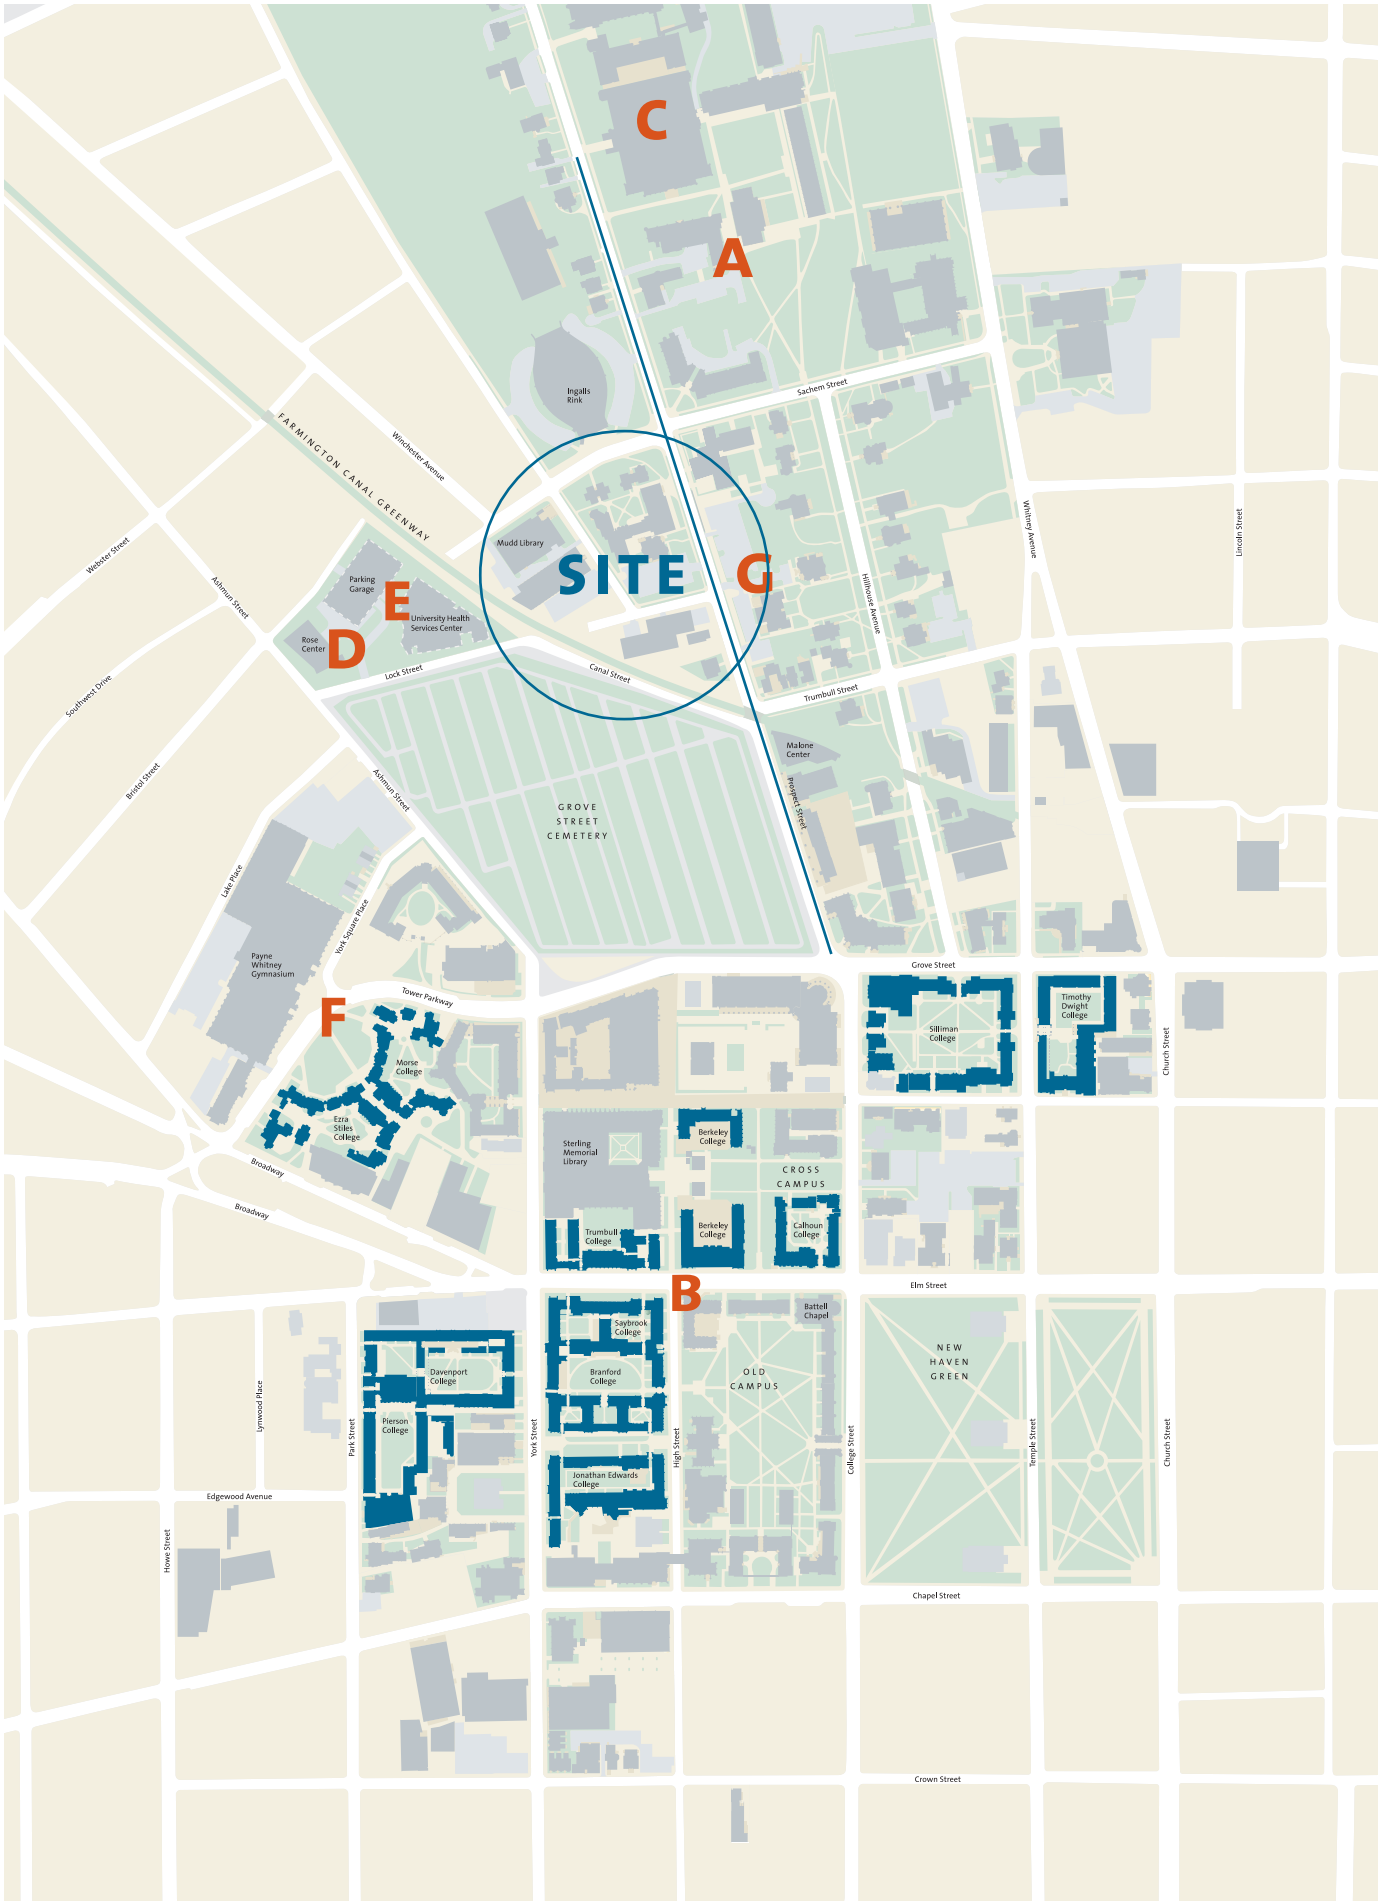 C
A
Ingalls
Rink
Sachem Street
FARMINGTON CANAL GREENWAY
Winchester Avenue
Whitney Avenue
Lincoln Street
Webster Street
Mudd Library
SITE
G
Ashmun Street
Parking
Garage
E
University Health
Services Center
Hillhouse Avenue
Rose
Center
D
Lock Street
Canal Street
Trumbull Street
Southwest Drive
Bristol Street
Malone
Center
Prospect Street
Ashmun Street
GROVE
STREET
CEMETERY
Lake Place
York Square Place
Payne
Whitney
Gymnasium
Grove Street
Tower Parkway
F
Silliman
College
Timothy
Dwight
College
Church Street
Morse
College
Ezra
Stiles
College
Berkeley
College
Sterling
Memorial
Library
CROSS
CAMPUS
Broadway
Broadway
Trumbull
College
Berkeley
College
Calhoun
College
Elm Street
B
Battell
Chapel
Saybrook
College
NEW
HAVEN
GREEN
Davenport
College
Branford
College
OLD
CAMPUS
Lynwood Place
Park Street
Pierson
College
York Street
High Street
College Street
Temple Street
Church Street
Jonathan Edwards
College
Edgewood Avenue
Howe Street
Chapel Street
Crown Street